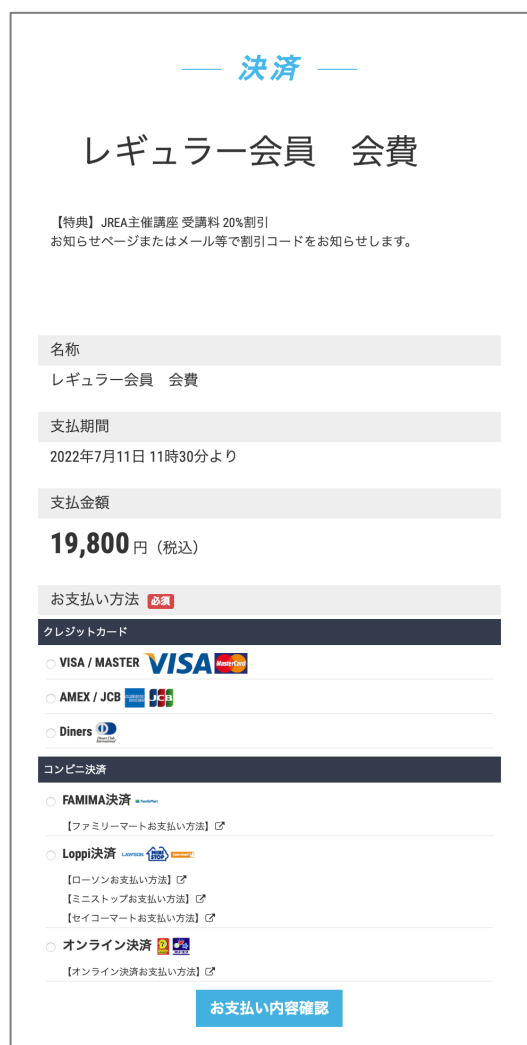 決済
レギュラー会員　会費
【特典】JREA主催講座 受講料 20%割引
お知らせページまたはメール等で割引コードをお知らせします。
名称
レギュラー会員　会費
支払期間
2022年7月11日 11時30分より
支払金額
19,800 円（税込）
お支払い方法 必須
クレジットカード
VISA / MASTER VISA MasterCard
AMEX / JCB JCB
Diners
コンビニ決済
FAMIMA決済 FamilyMart
【ファミリーマートお支払い方法】
Loppi決済 LAWSON MINI STOP
【ローソンお支払い方法】
【ミニストップお支払い方法】
【セイコーマートお支払い方法】
オンライン決済
【オンライン決済お支払い方法】
お支払い内容確認